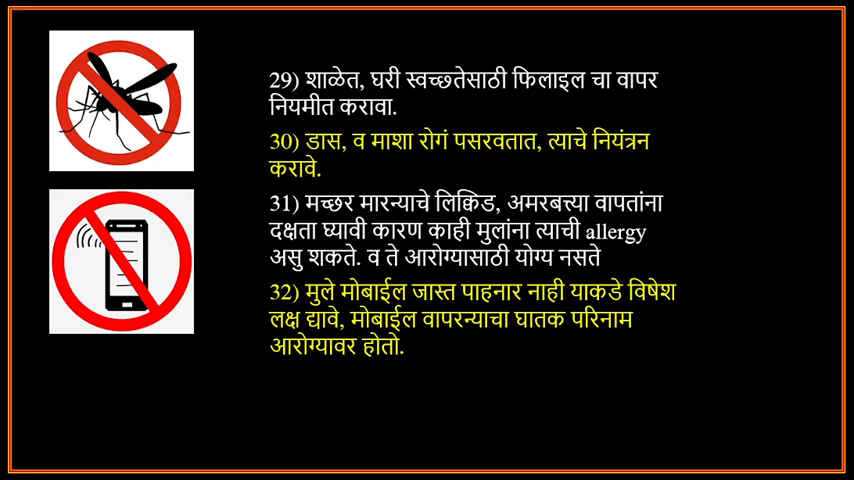 29) शाळेत, घरी स्वच्छतेसाठी फिलाइल चा वापर
नियमीत करावा.
30) डास, व माशा रोगं पसरवतात, त्याचे नियंत्रन
करावे.
31) मच्छर मारन्याचे लिक्विड, अमरबत्त्या वापतांना
दक्षता घ्यावी कारण काही मुलांना त्याची allergy
असु शकते. व ते आरोग्यासाठी योग्य नसते
32) मुले मोबाईल जास्त पाहनार नाही याकडे विषेश
लक्ष द्यावे, मोबाईल वापरन्याचा घातक परिनाम
आरोग्यावर होतो.